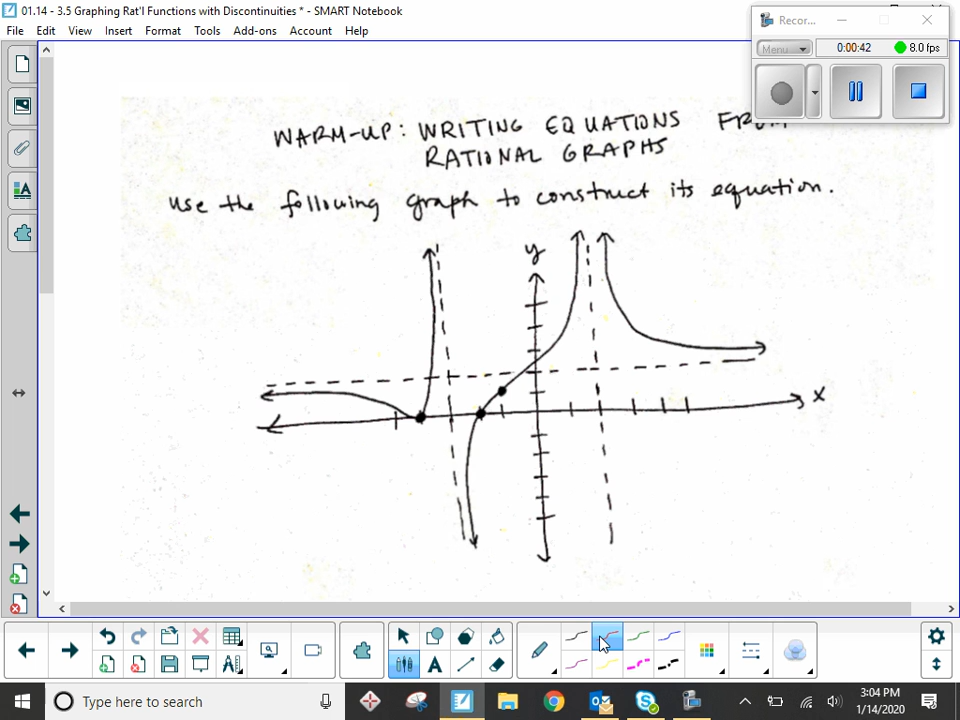 01.14 - 3.5 Graphing Rat'l Functions with Discontinuities * - SMART Notebook
File Edit View Insert Format Tools Add-ons Account Help
Recor...
Menu 0:00:42 8.0 fps
WARM-UP: WRITING EQUATIONS FROM
RATIONAL GRAPHS
Use the following graph to construct its equation.
y
x
A
Type here to search
3:04 PM
1/14/2020